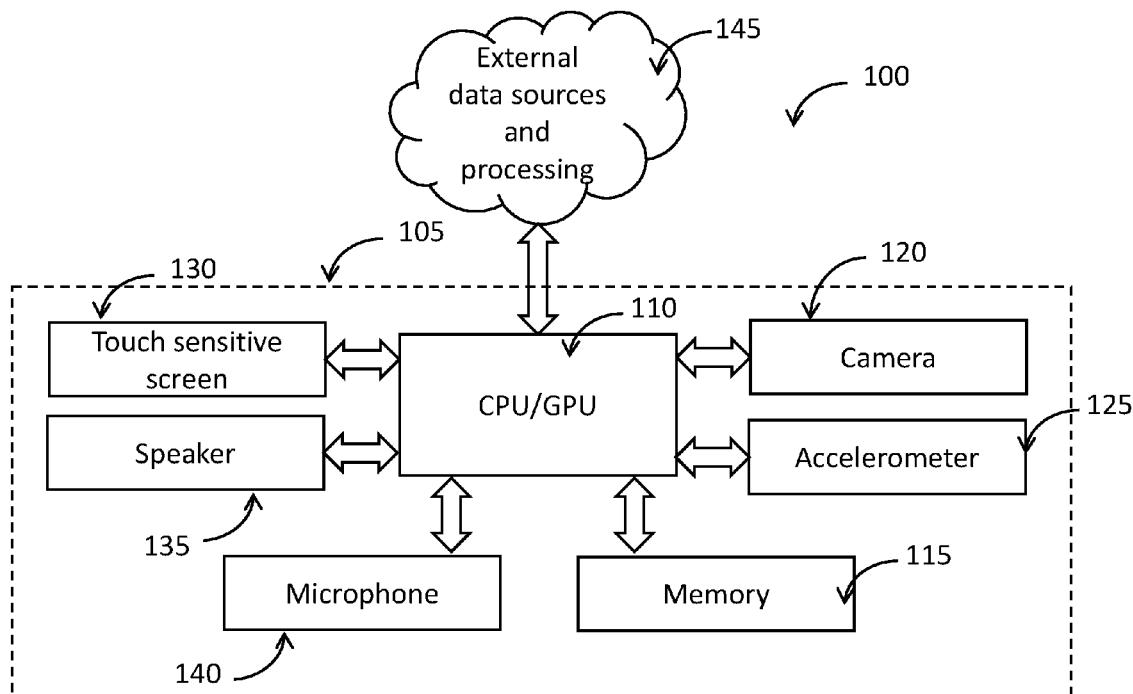 145
External
data sources
and
processing
100
105
130
120
110
Touch sensitive
screen
Camera
CPU/GPU
125
Speaker
Accelerometer
135
115
Microphone
Memory
140